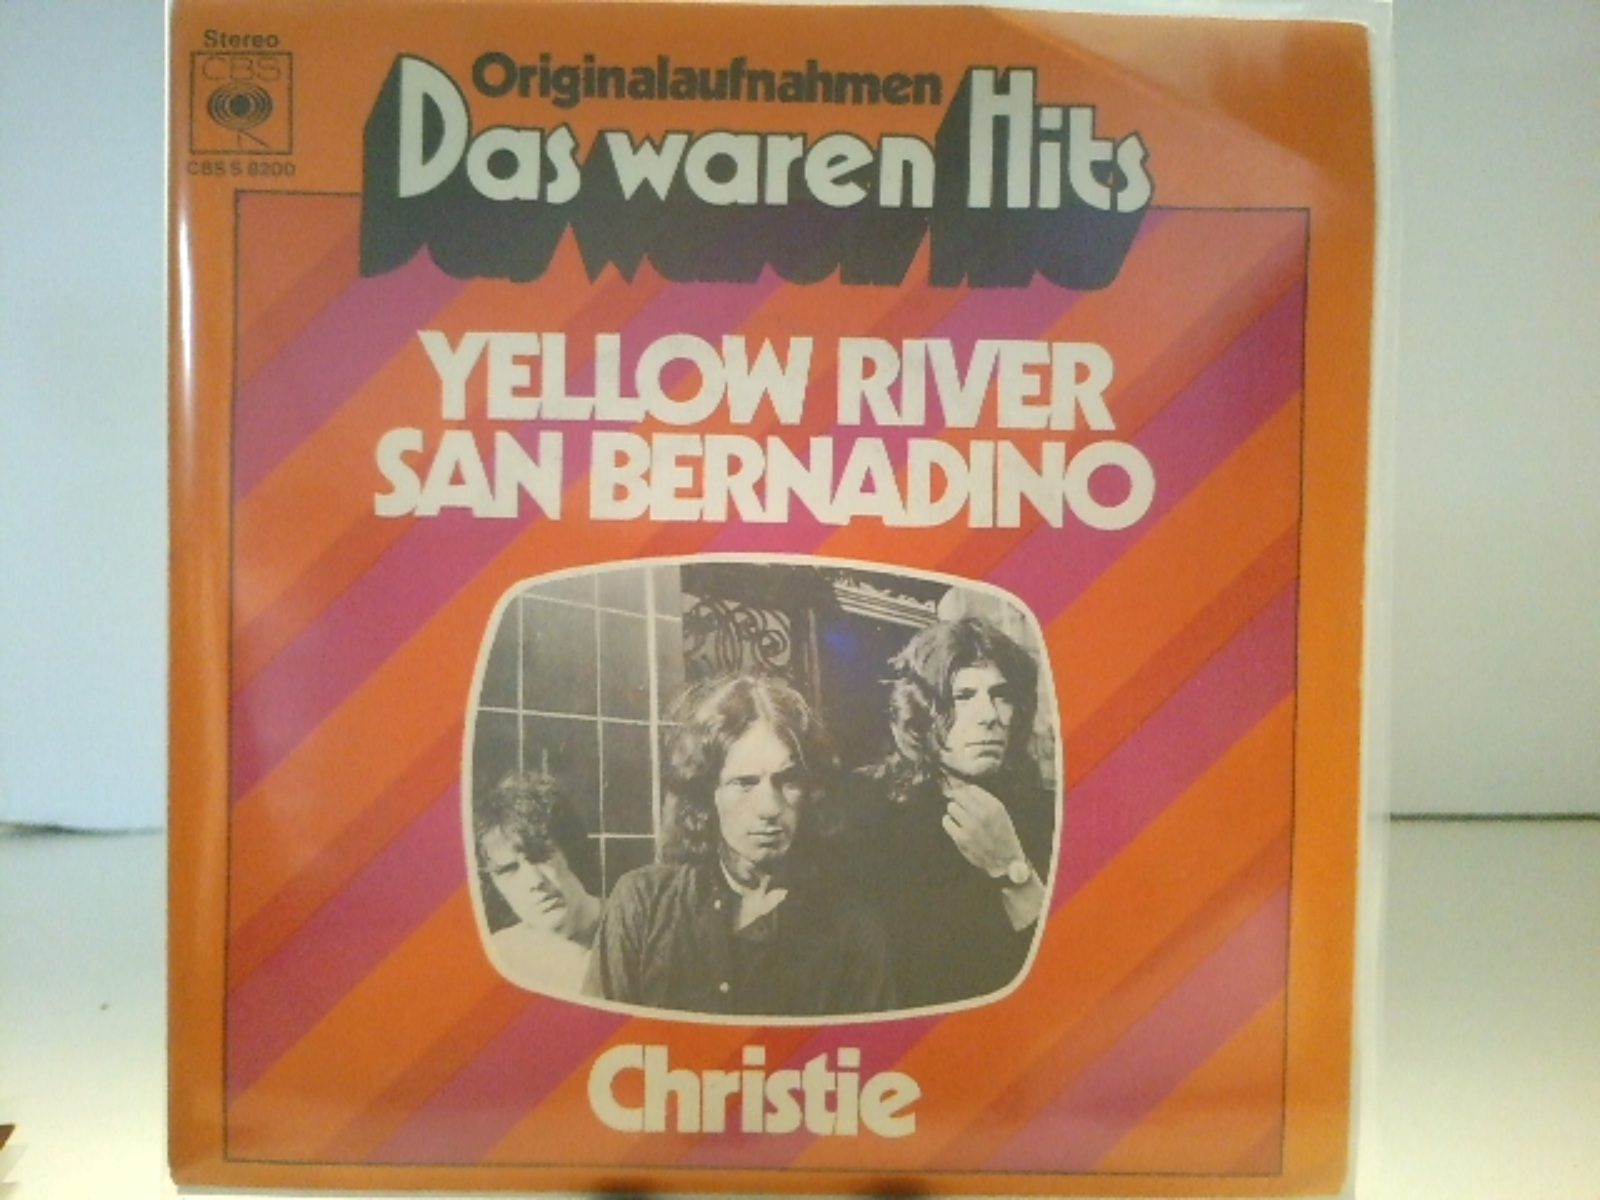 Stereo
CBS
CBS S 8200
Originalaufnahmen
Das waren Hits
YELLOW RIVER
SAN BERNADINO
Christie